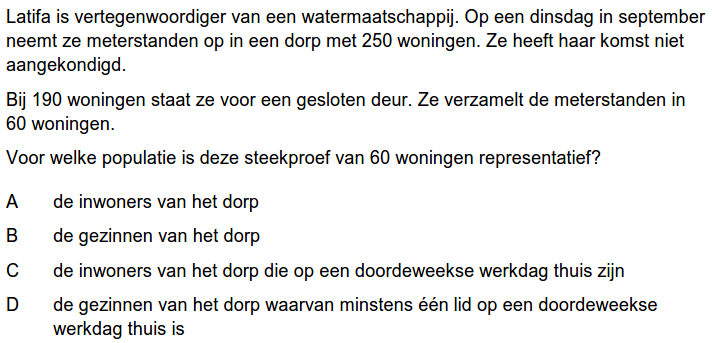 Latifa is vertegenwoordiger van een watermaatschappij. Op een dinsdag in september
neemt ze meterstanden op in een dorp met 250 woningen. Ze heeft haar komst niet
aangekondigd.
Bij 190 woningen staat ze voor een gesloten deur. Ze verzamelt de meterstanden in
60 woningen.
Voor welke populatie is deze steekproef van 60 woningen representatief?
A de inwoners van het dorp
B de gezinnen van het dorp
C de inwoners van het dorp die op een doordeweekse werkdag thuis zijn
D de gezinnen van het dorp waarvan minstens één lid op een doordeweekse
werkdag thuis is